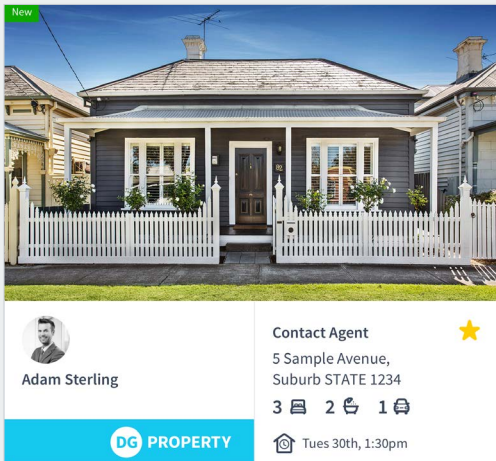 New
Adam Sterling
DG PROPERTY
Contact Agent
5 Sample Avenue,
Suburb STATE 1234
3 2 1
Tues 30th, 1:30pm